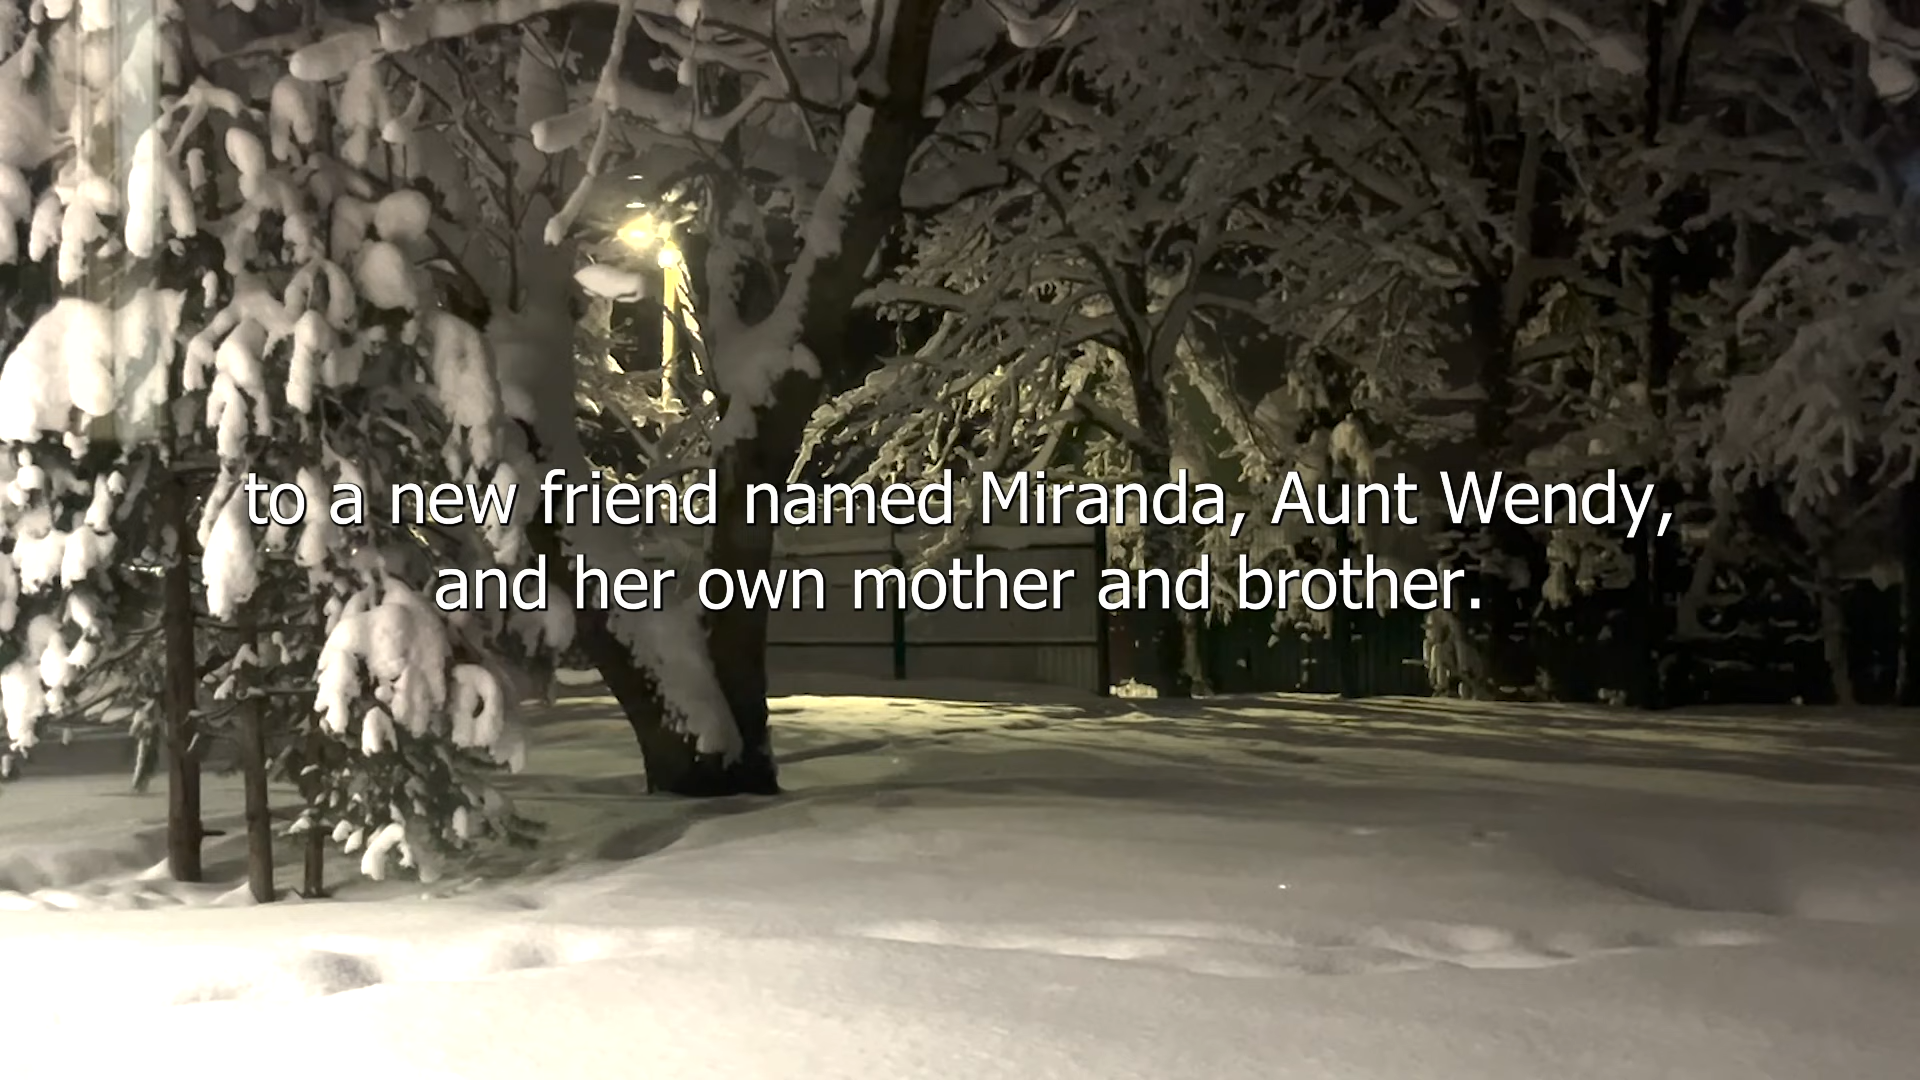 to a new friend named Miranda, Aunt Wendy,
and her own mother and brother.